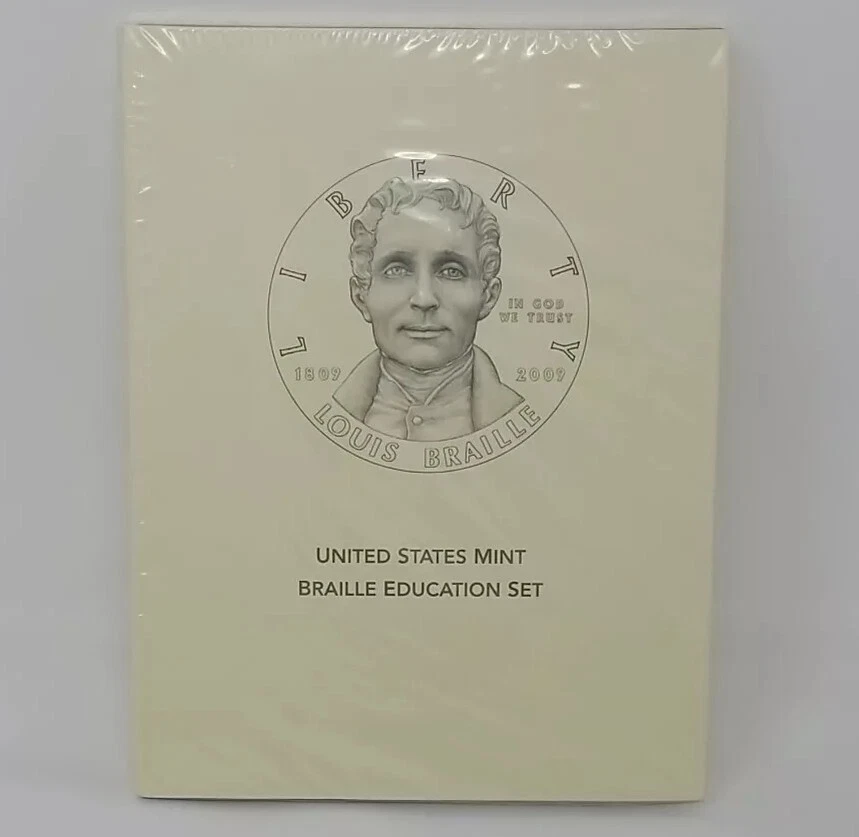 LIBERTY
IN GOD
WE TRUST
1809 2009
LOUIS BRAILLE
UNITED STATES MINT
BRAILLE EDUCATION SET